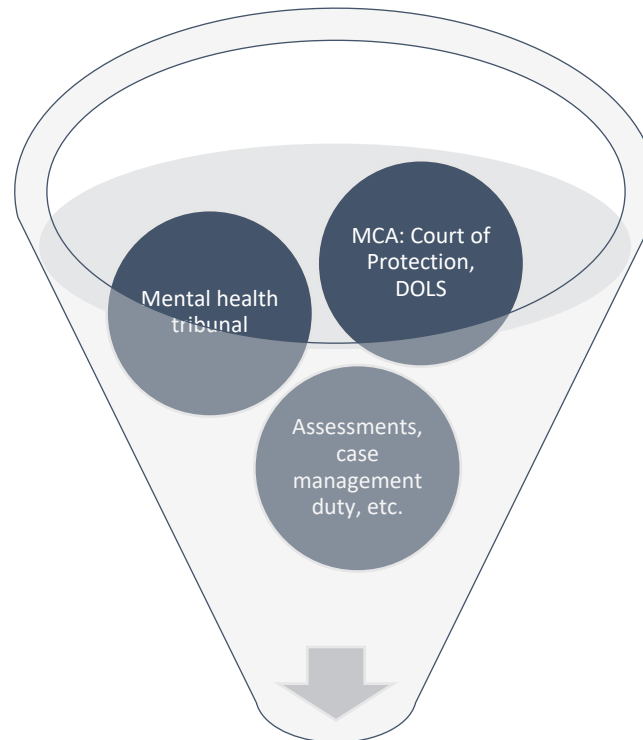 MCA: Court of
Protection,
DOLS
Mental health
tribunal
Assessments,
case
management
duty, etc.